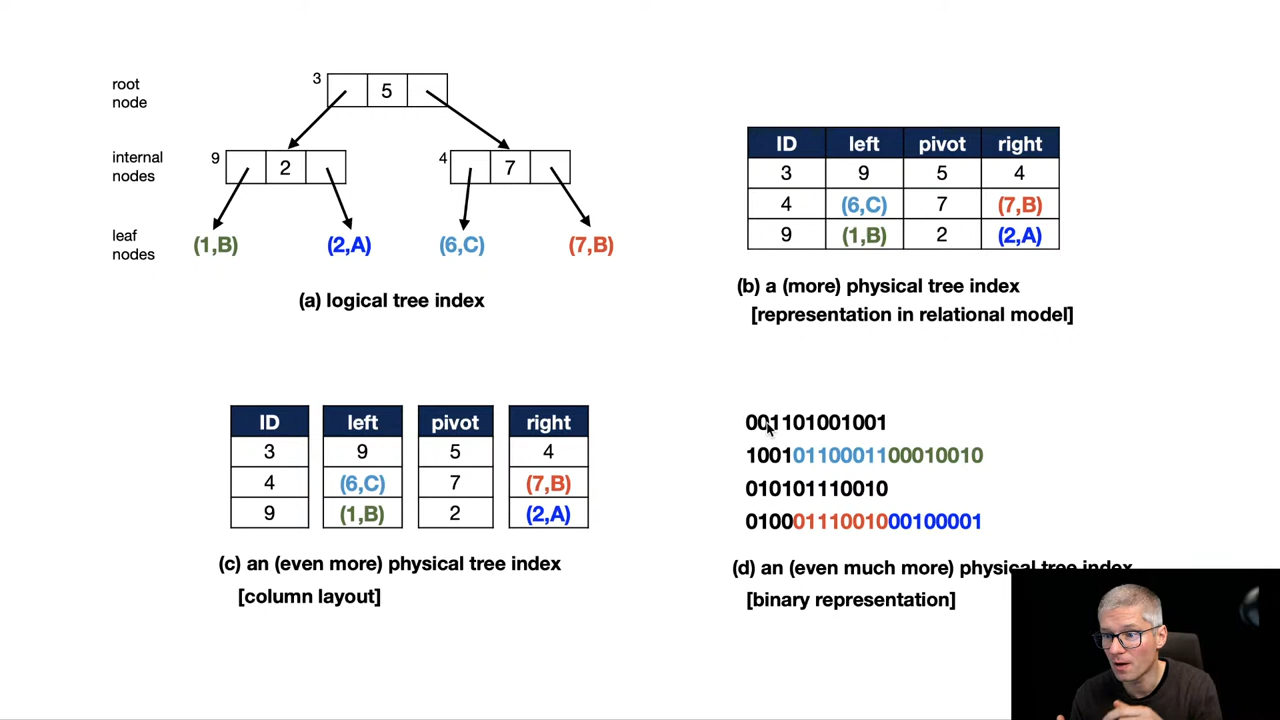 root
node
3
5
internal
nodes
9
2
4
7
leaf
nodes
(1,B)
(2,A)
(6,C)
(7,B)
(a) logical tree index
ID left pivot right
3 9 5 4
4 (6,C) 7 (7,B)
9 (1,B) 2 (2,A)
(b) a (more) physical tree index
[representation in relational model]
ID left pivot right
3 9 5 4
4 (6,C) 7 (7,B)
9 (1,B) 2 (2,A)
(c) an (even more) physical tree index
[column layout]
001101001001
10010110001100010010
010101110010
01000111001000100001
(d) an (even much more) physical tree index
[binary representation]